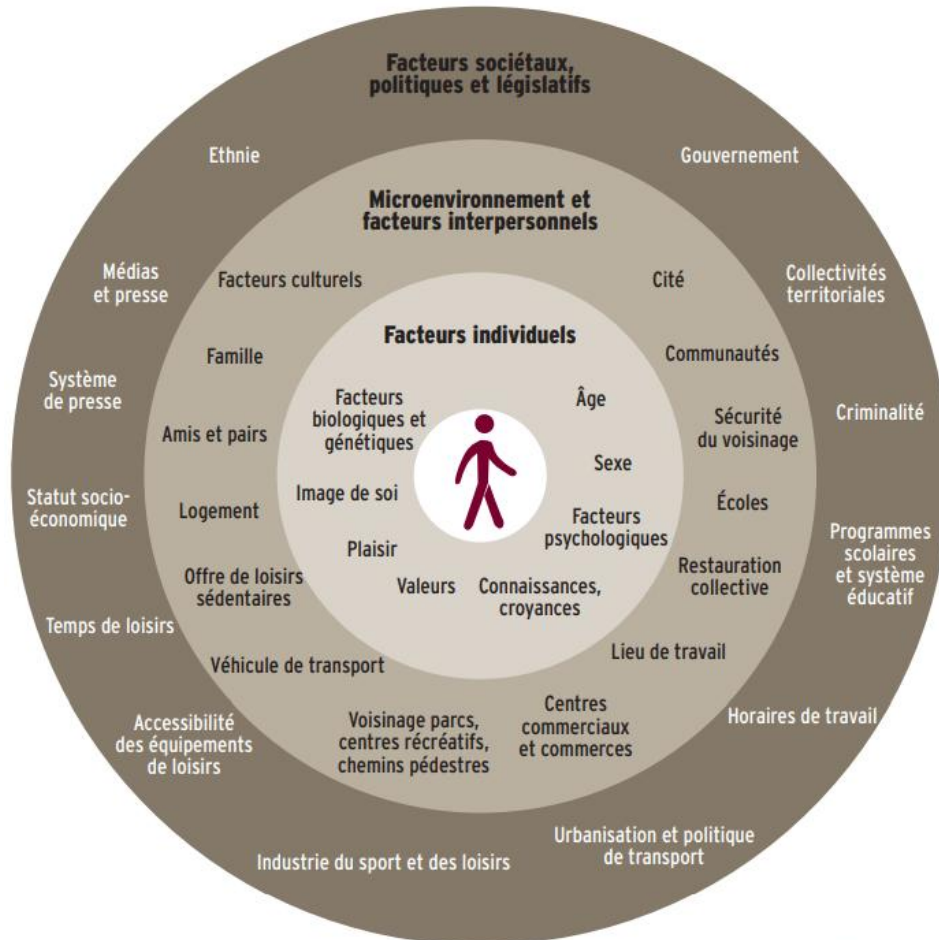 Facteurs sociétaux,
politiques et législatifs
Ethnie
Gouvernement
Médias
et presse
Collectivités
territoriales
Système
de presse
Criminalité
Statut socio-
économique
Programmes
scolaires
et système
éducatif
Temps de loisirs
Horaires de travail
Accessibilité
des équipements
de loisirs
Urbanisation et politique
de transport
Industrie du sport et des loisirs
Microenvironnement et
facteurs interpersonnels
Facteurs culturels
Cité
Famille
Communautés
Amis et pairs
Sécurité
du voisinage
Logement
Écoles
Offre de loisirs
sédentaires
Restauration
collective
Véhicule de transport
Lieu de travail
Voisinage parcs,
centres récréatifs,
chemins pédestres
Centres
commerciaux
et commerces
Facteurs individuels
Facteurs
biologiques et
génétiques
Âge
Image de soi
Sexe
Plaisir
Facteurs
psychologiques
Valeurs
Connaissances,
croyances